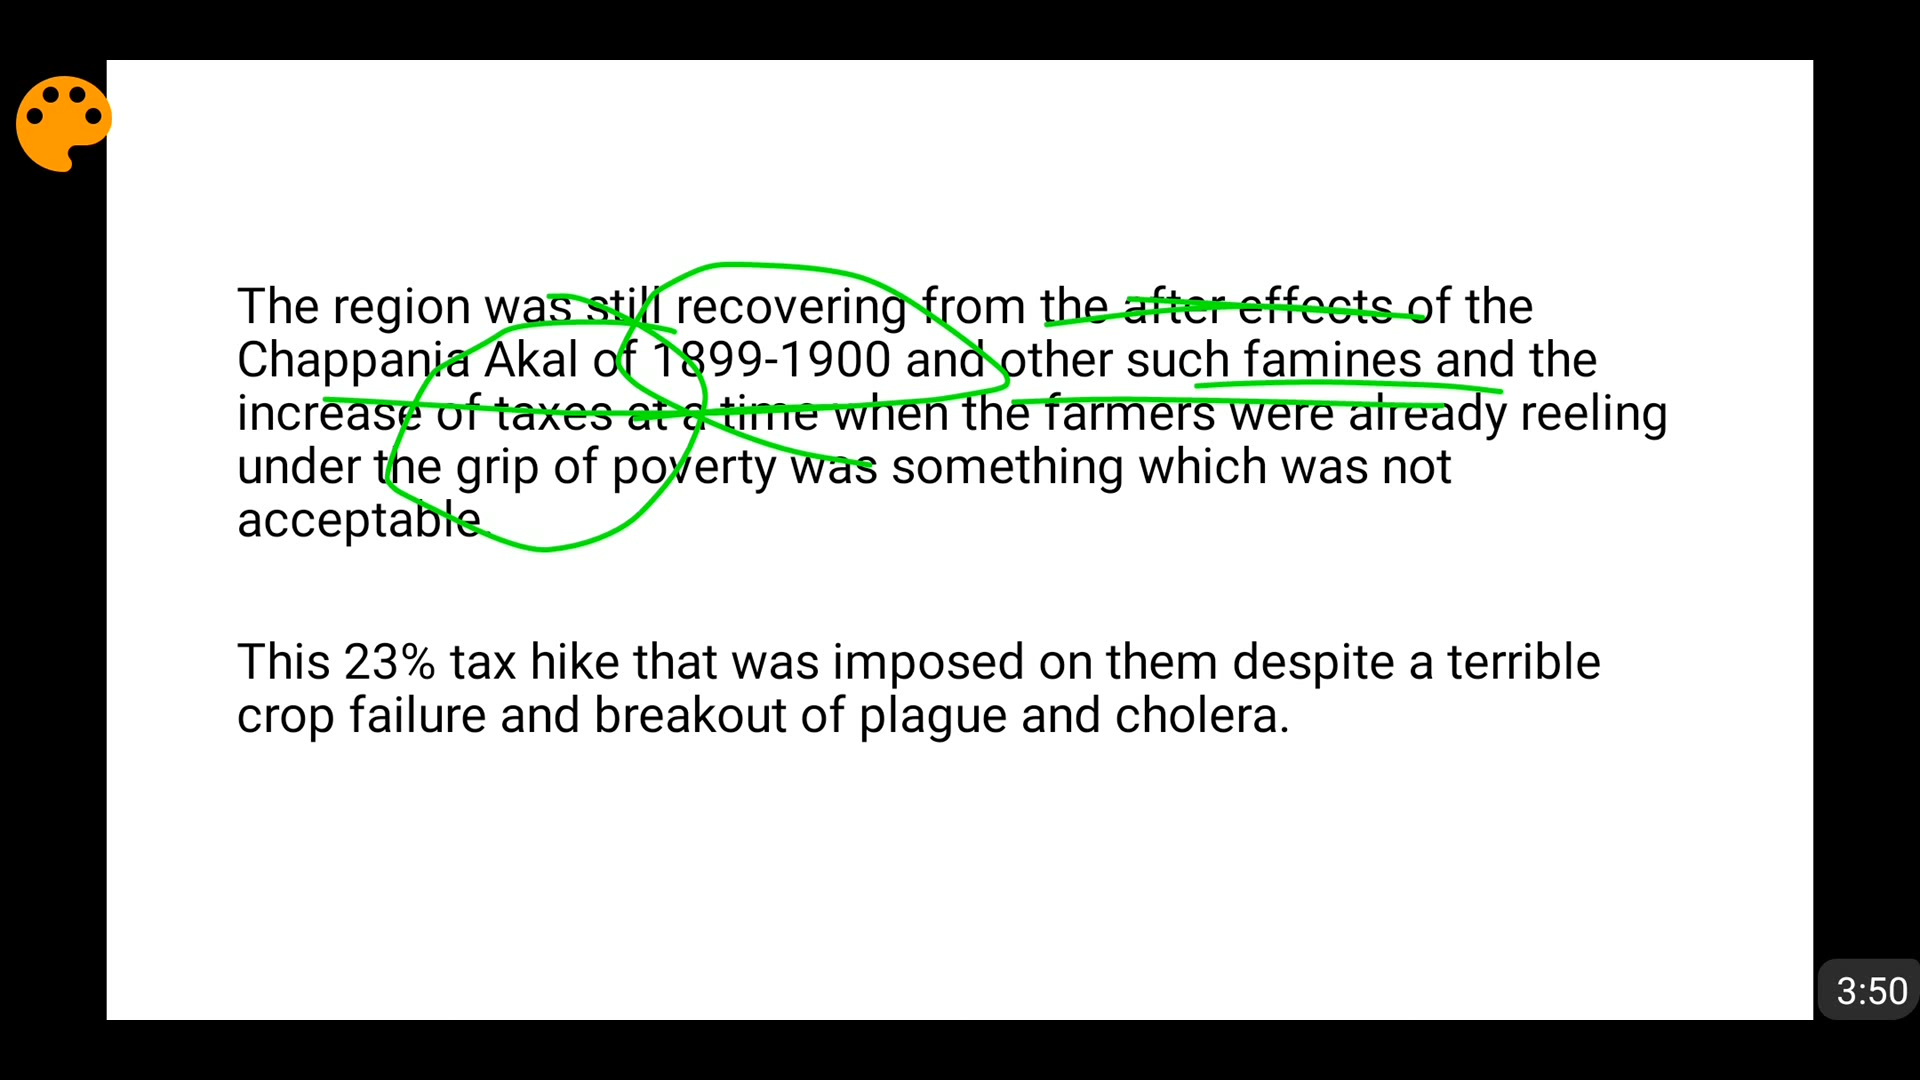 The region was still recovering from the after effects of the
Chappania Akal of 1899-1900 and other such famines and the
increase of taxes at a time when the farmers were already reeling
under the grip of poverty was something which was not
acceptable.
This 23% tax hike that was imposed on them despite a terrible
crop failure and breakout of plague and cholera.
3:50